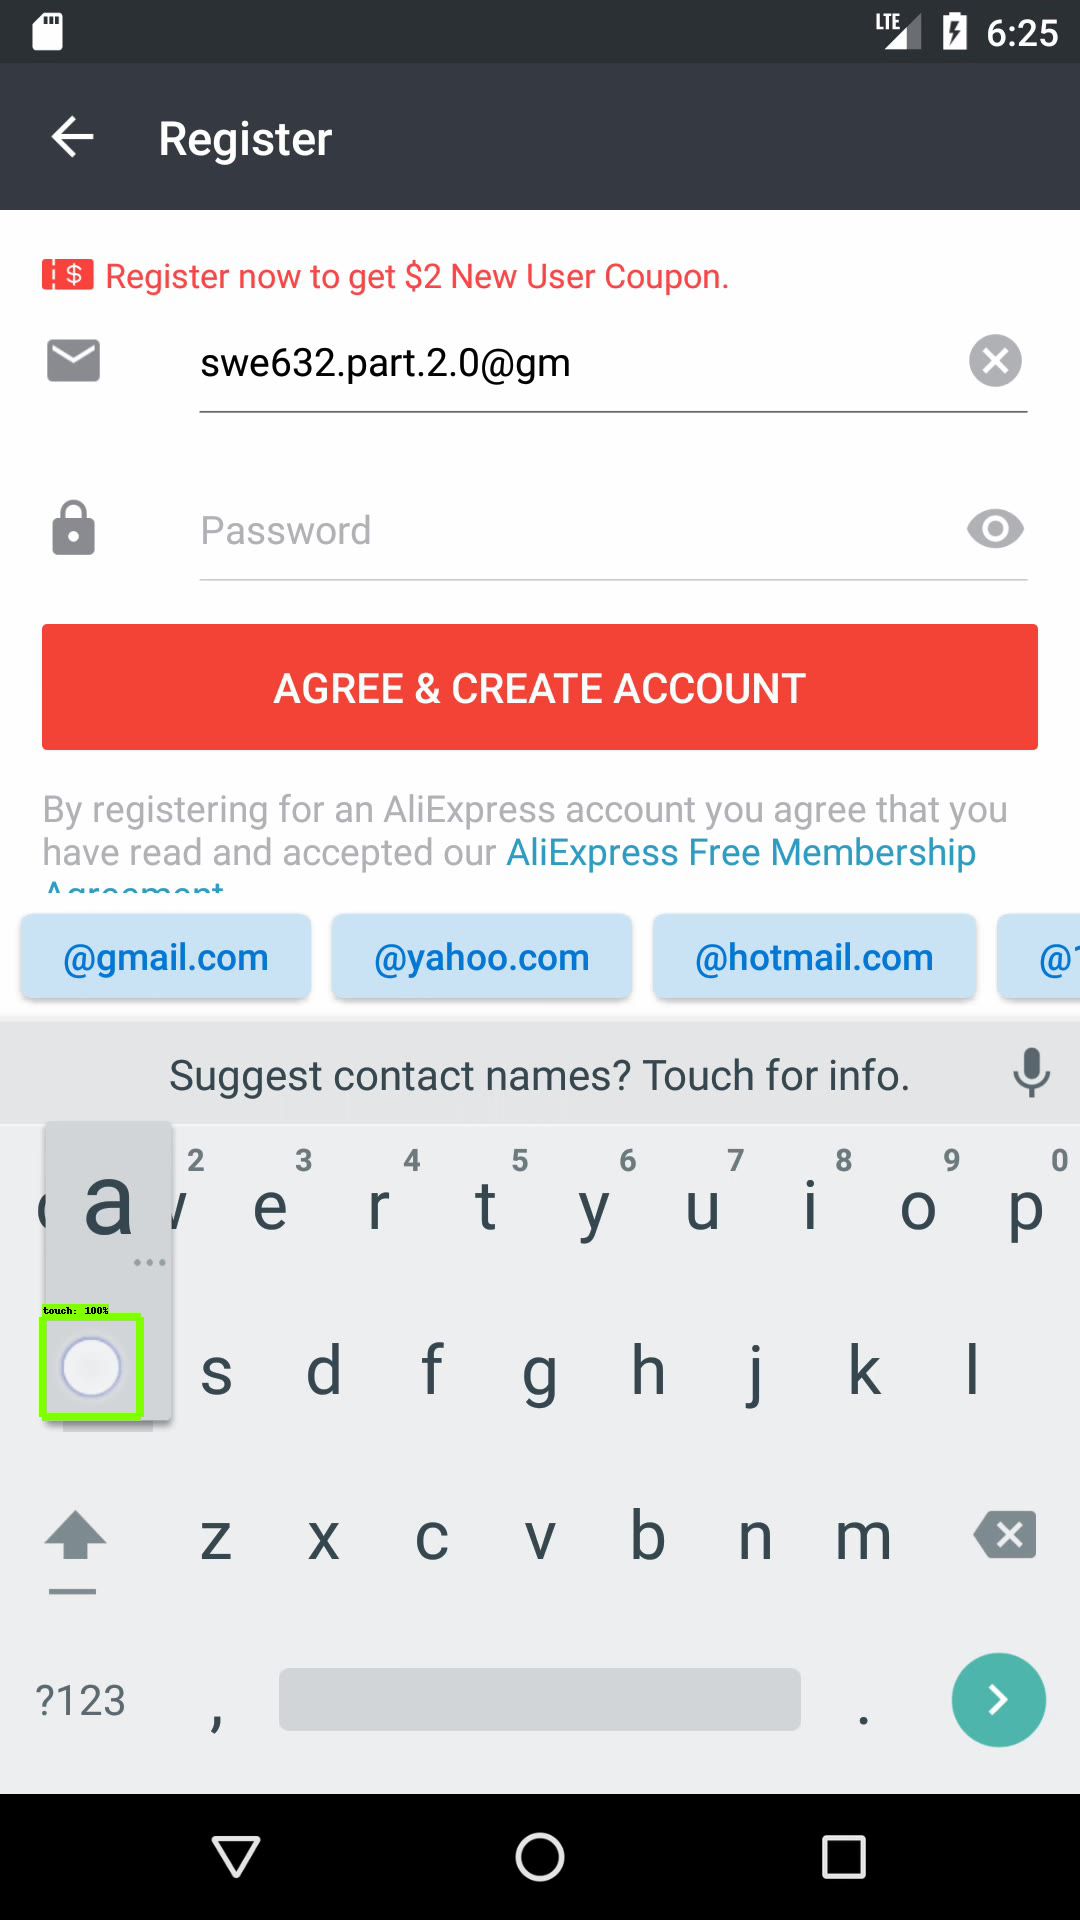 LTE 6:25
Register
$ Register now to get $2 New User Coupon.
swe632.part.2.0@gm
Password
AGREE & CREATE ACCOUNT
By registering for an AliExpress account you agree that you
have read and accepted our AliExpress Free Membership
Agreement
@gmail.com @yahoo.com @hotmail.com @1
Suggest contact names? Touch for info.
2 3 4 5 6 7 8 9 0
a e r t y u i o p
touch: 100%
s d f g h j k l
z x c v b n m
?123 , .